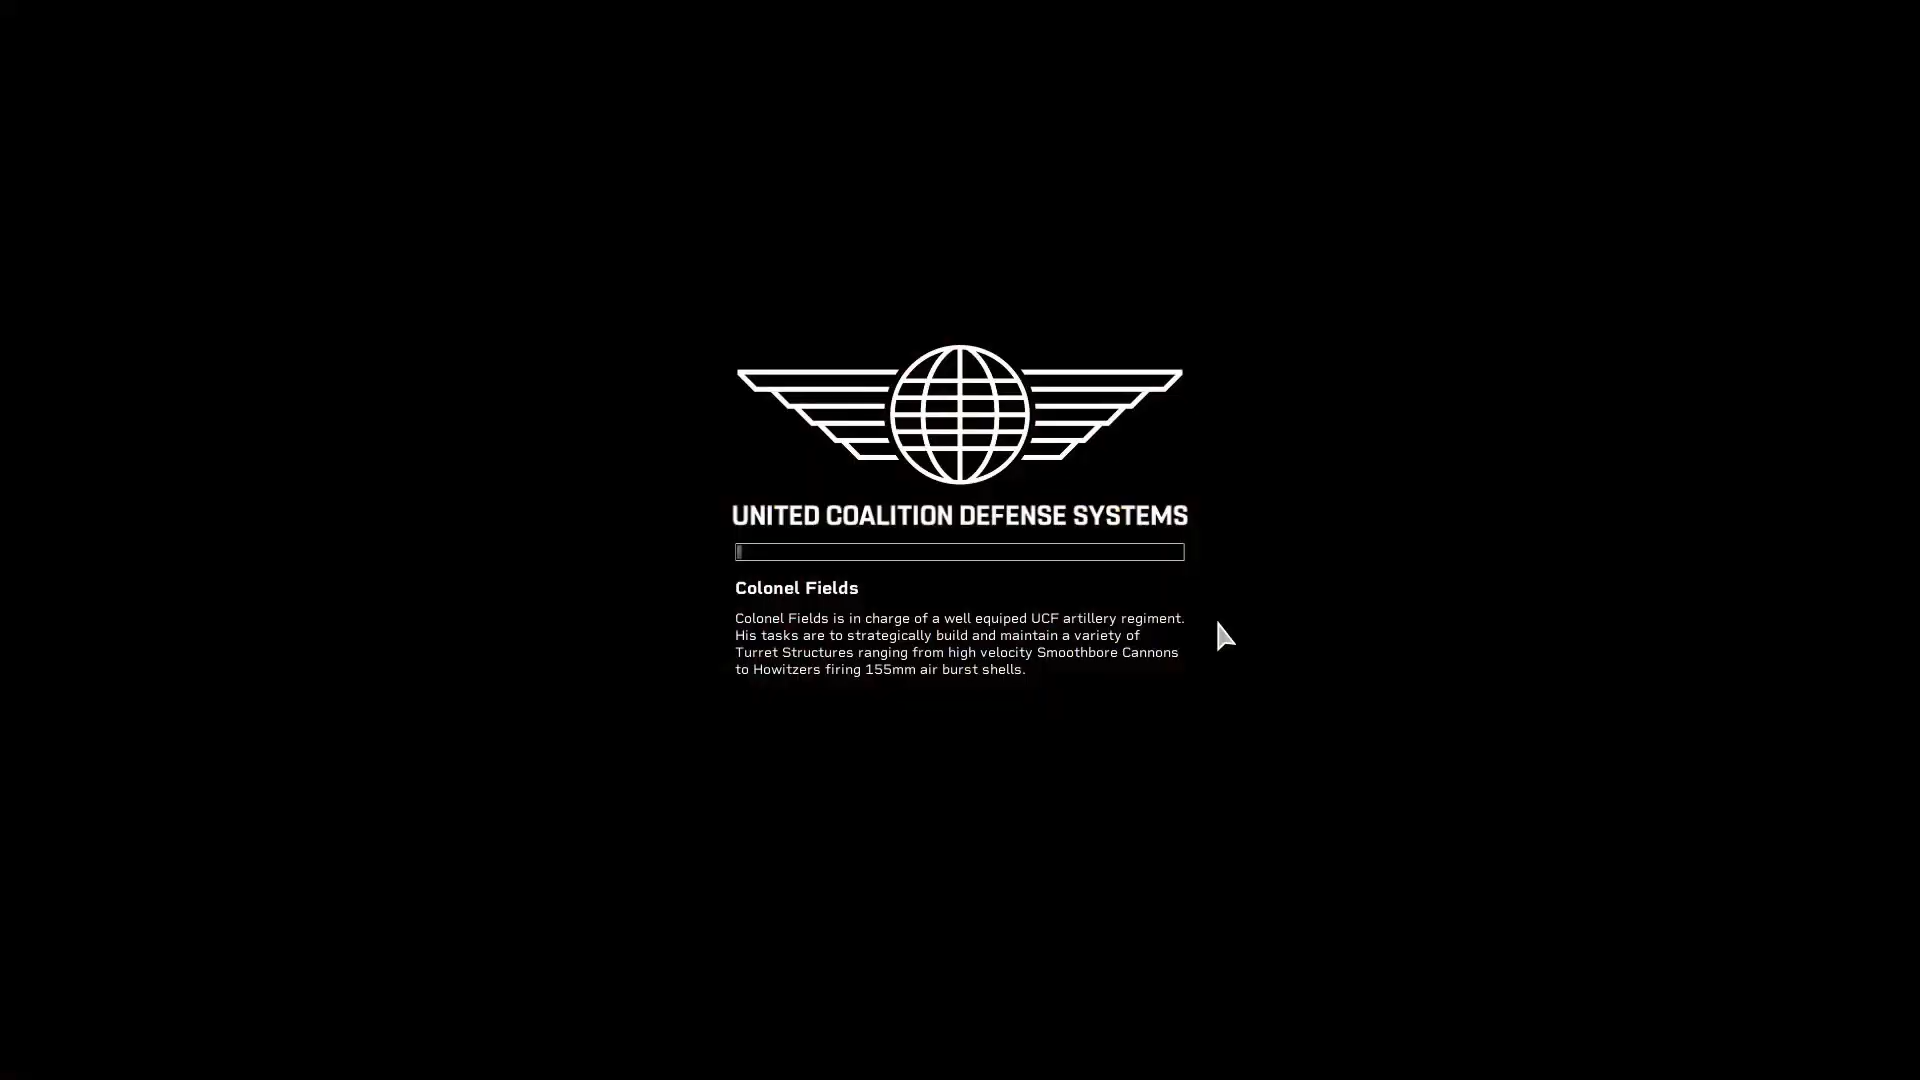 UNITED COALITION DEFENSE SYSTEMS
Colonel Fields
Colonel Fields is in charge of a well equiped UCF artillery regiment.
His tasks are to strategically build and maintain a variety of
Turret Structures ranging from high velocity Smoothbore Cannons
to Howitzers firing 155mm air burst shells.